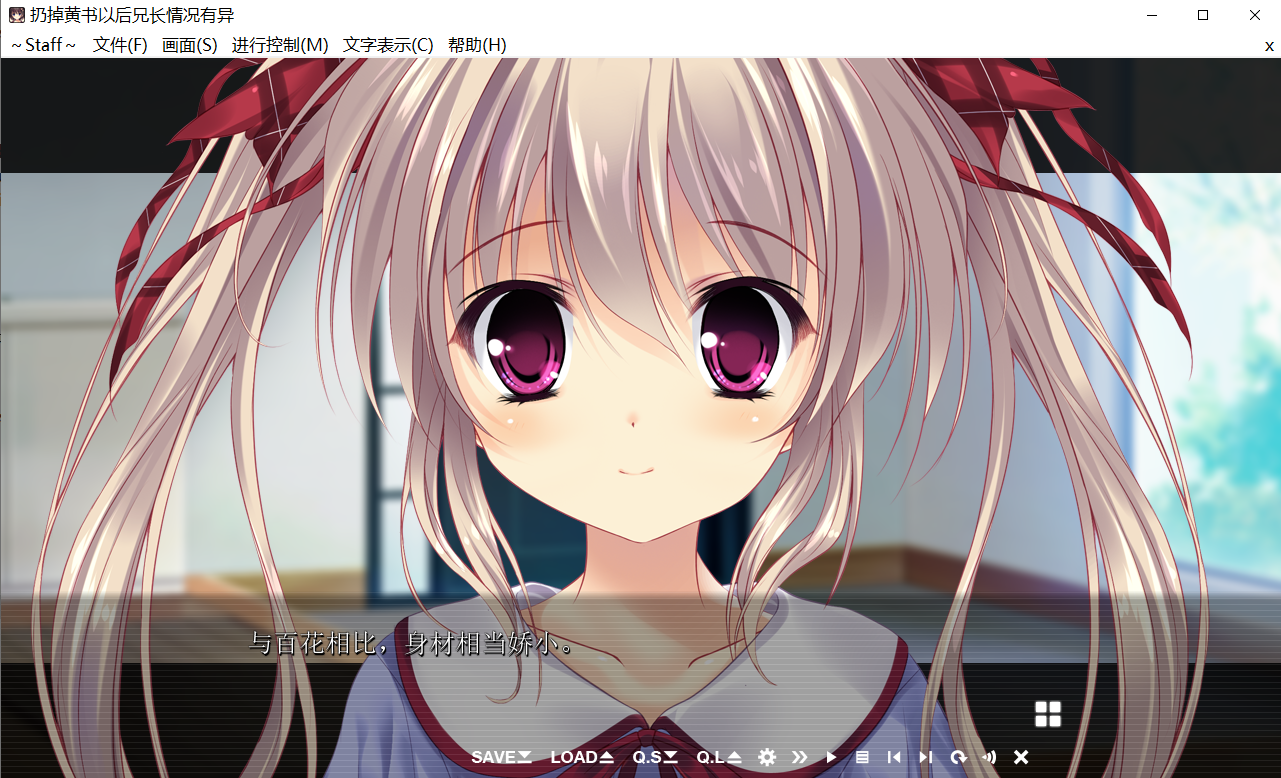 扔掉黄书以后兄长情况有异
~Staff~ 文件(F) 画面(S) 进行控制(M) 文字表示(C) 帮助(H) x
与百花相比，身材相当娇小。
SAVE LOAD Q.S Q.L